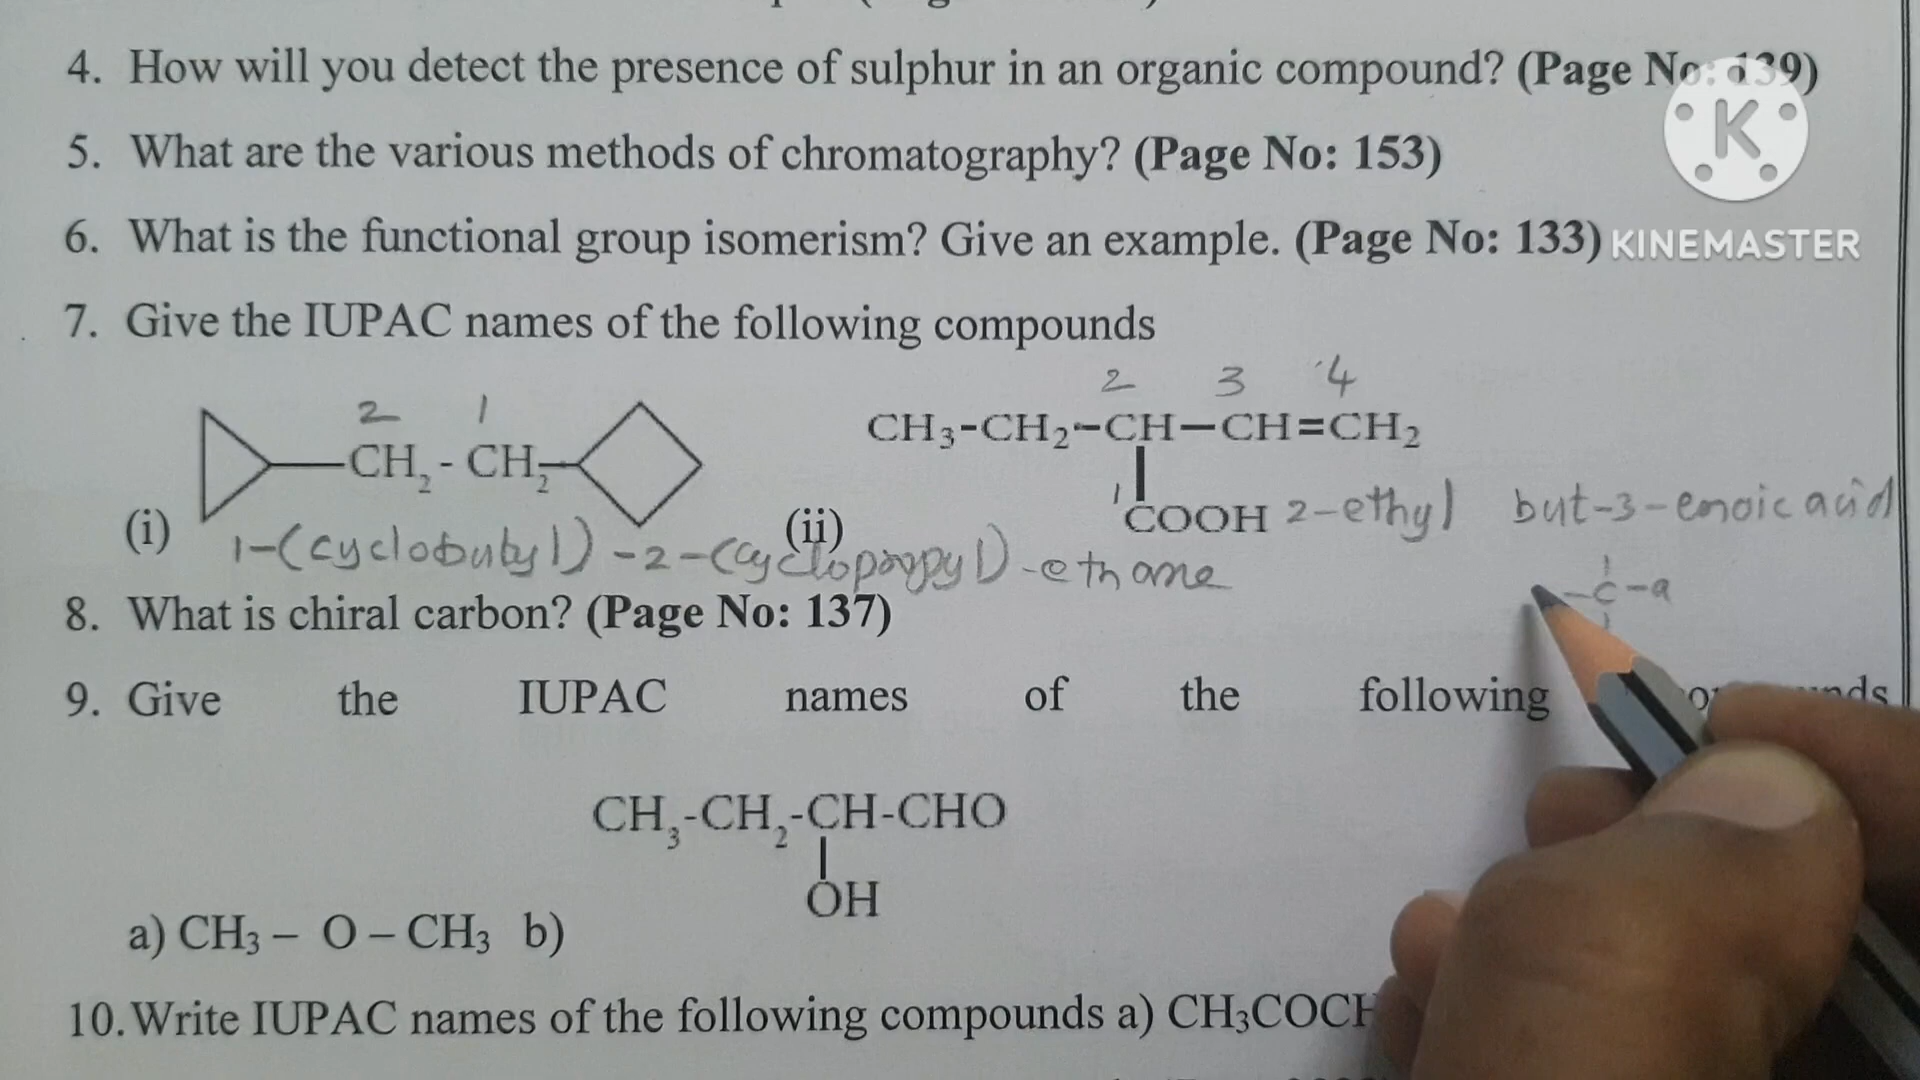 4. How will you detect the presence of sulphur in an organic compound? (Page No: 139)
5. What are the various methods of chromatography? (Page No: 153)
K
6. What is the functional group isomerism? Give an example. (Page No: 133)
KINEMASTER
7. Give the IUPAC names of the following compounds
2 1
2 3 4
CH₂ - CH₂
CH₃-CH₂-CH—CH=CH₂
(i)
(ii)
1
COOH 2-ethyl but-3-enoic acid
1-(cyclobutyl)-2-(cyclopropyl)-ethane
-c-a
8. What is chiral carbon? (Page No: 137)
9. Give the IUPAC names of the following
CH₃-CH₂-CH-CHO
OH
a) CH₃ – O – CH₃ b)
10. Write IUPAC names of the following compounds a) CH₃COCH